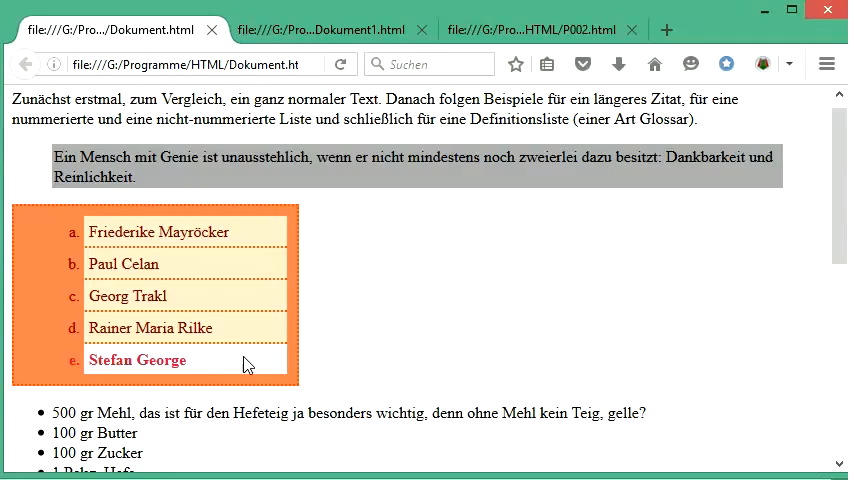 file:///G:/Pro.../Dokument.html
file:///G:/Pro...Dokument1.html
file:///G:/Pro...HTML/P002.html
file:///G:/Programme/HTML/Dokument.ht
Suchen
Zunächst erstmal, zum Vergleich, ein ganz normaler Text. Danach folgen Beispiele für ein längeres Zitat, für eine
nummerierte und eine nicht-nummerierte Liste und schließlich für eine Definitionsliste (einer Art Glossar).
Ein Mensch mit Genie ist unausstehlich, wenn er nicht mindestens noch zweierlei dazu besitzt: Dankbarkeit und
Reinlichkeit.
a. Friederike Mayröcker
b. Paul Celan
c. Georg Trakl
d. Rainer Maria Rilke
e. Stefan George
• 500 gr Mehl, das ist für den Hefeteig ja besonders wichtig, denn ohne Mehl kein Teig, gelle?
• 100 gr Butter
• 100 gr Zucker